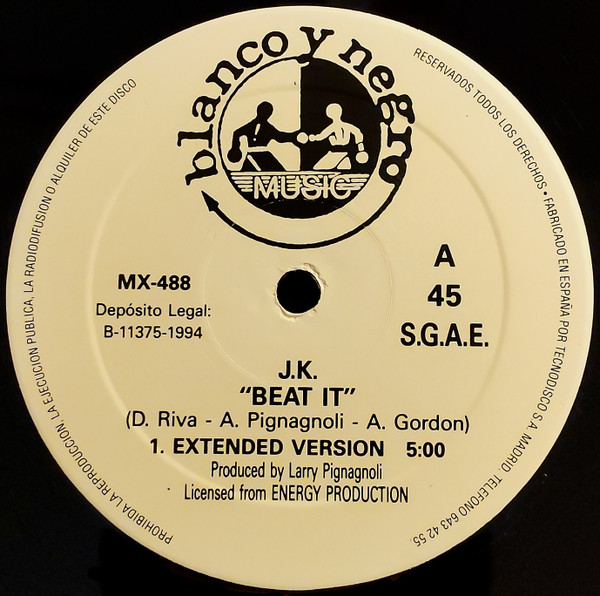 blanco y negro
MUSIC
PROHIBIDA LA REPRODUCCION, LA EJECUCION PUBLICA, LA RADIODIFUSION O ALQUILER DE ESTE DISCO
RESERVADOS TODOS LOS DERECHOS • FABRICADO EN ESPAÑA POR TECNODISCO S.A. MADRID. TELEFONO 643 42 55.
MX-488
Depósito Legal:
B-11375-1994
A
45
S.G.A.E.
J.K.
“BEAT IT”
(D. Riva - A. Pignagnoli - A. Gordon)
1. EXTENDED VERSION 5:00
Produced by Larry Pignagnoli
Licensed from ENERGY PRODUCTION